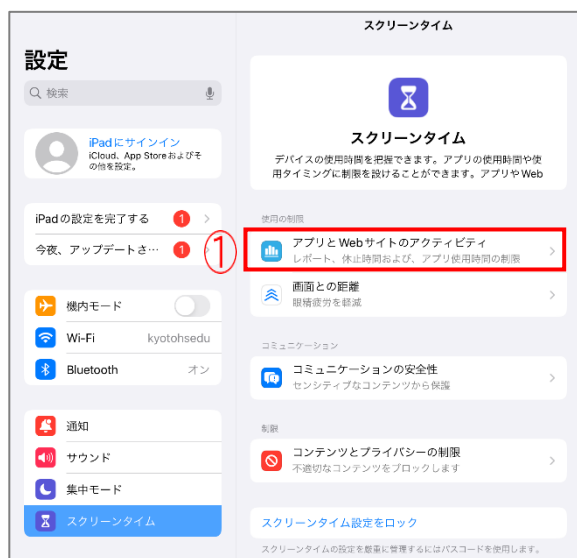 設定
検索
iPadにサインイン
iCloud、App Storeおよびそ
の他を設定。
iPadの設定を完了する 1
今夜、アップデートさ… 1
機内モード
Wi-Fi kyotohsedu
Bluetooth オン
通知
サウンド
集中モード
スクリーンタイム
スクリーンタイム
スクリーンタイム
デバイスの使用時間を把握できます。アプリの使用時間や使
用タイミングに制限を設けることができます。アプリやWeb
使用の制限
①
アプリとWebサイトのアクティビティ
レポート、休止時間および、アプリ使用時間の制限
画面との距離
眼精疲労を軽減
コミュニケーション
コミュニケーションの安全性
センシティブなコンテンツから保護
制限
コンテンツとプライバシーの制限
不適切なコンテンツをブロックします
スクリーンタイム設定をロック
スクリーンタイムの設定を厳重に管理するにはパスコードを使用します。